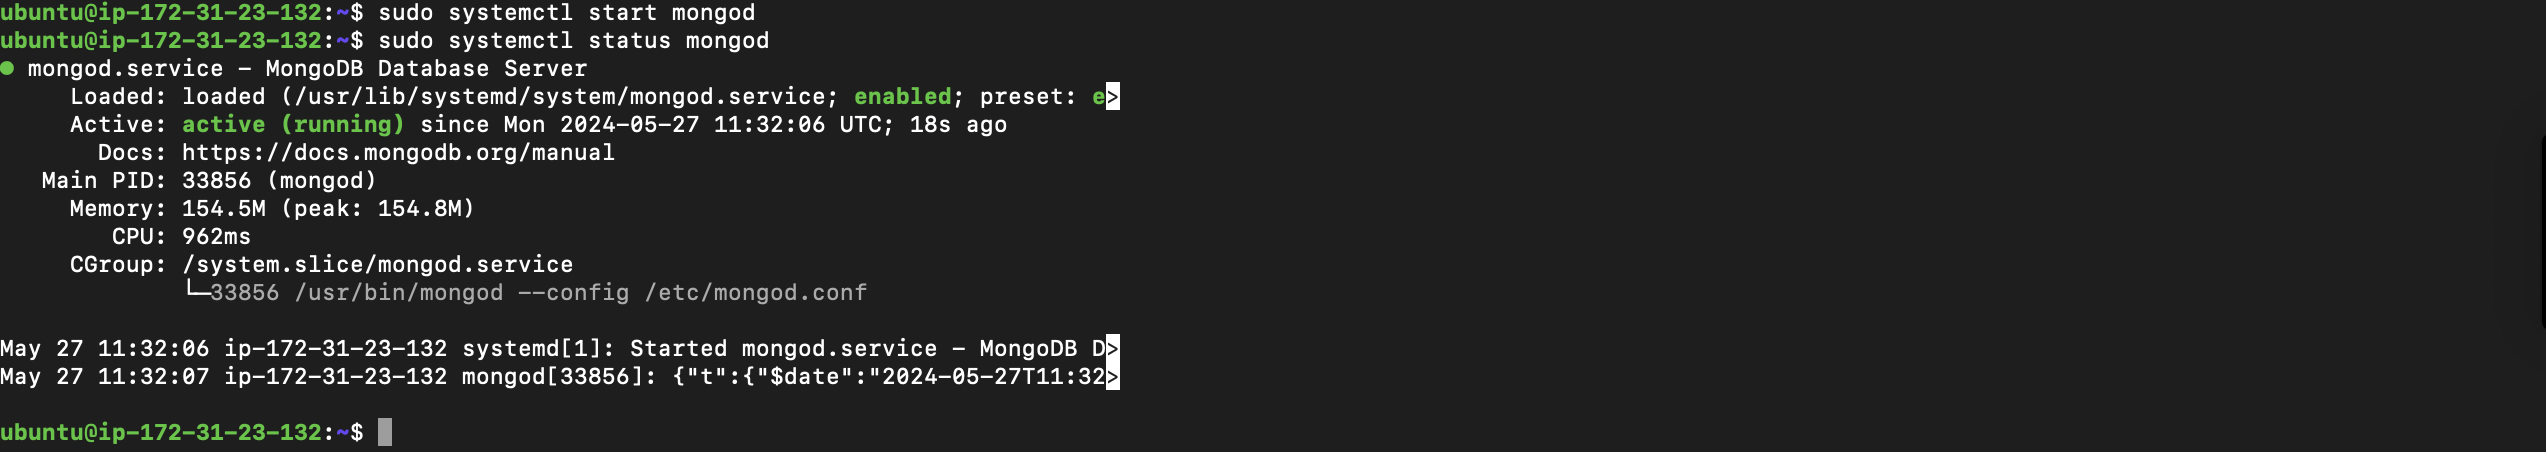 ubuntu@ip-172-31-23-132:~$ sudo systemctl start mongod
ubuntu@ip-172-31-23-132:~$ sudo systemctl status mongod
● mongod.service - MongoDB Database Server
     Loaded: loaded (/usr/lib/systemd/system/mongod.service; enabled; preset: e>
     Active: active (running) since Mon 2024-05-27 11:32:06 UTC; 18s ago
       Docs: https://docs.mongodb.org/manual
   Main PID: 33856 (mongod)
     Memory: 154.5M (peak: 154.8M)
        CPU: 962ms
     CGroup: /system.slice/mongod.service
             └─33856 /usr/bin/mongod --config /etc/mongod.conf
May 27 11:32:06 ip-172-31-23-132 systemd[1]: Started mongod.service - MongoDB D>
May 27 11:32:07 ip-172-31-23-132 mongod[33856]: {"t":{"$date":"2024-05-27T11:32>
ubuntu@ip-172-31-23-132:~$